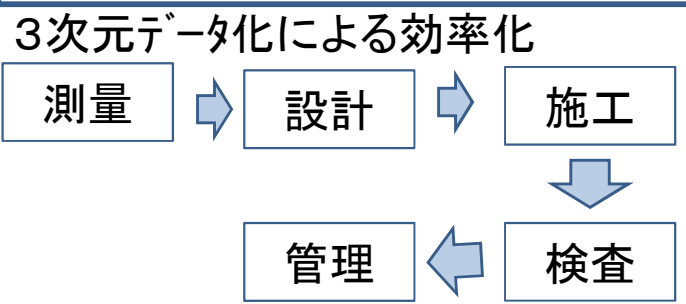 ３次元ﾃﾞｰﾀ化による効率化
測量
設計
施工
検査
管理